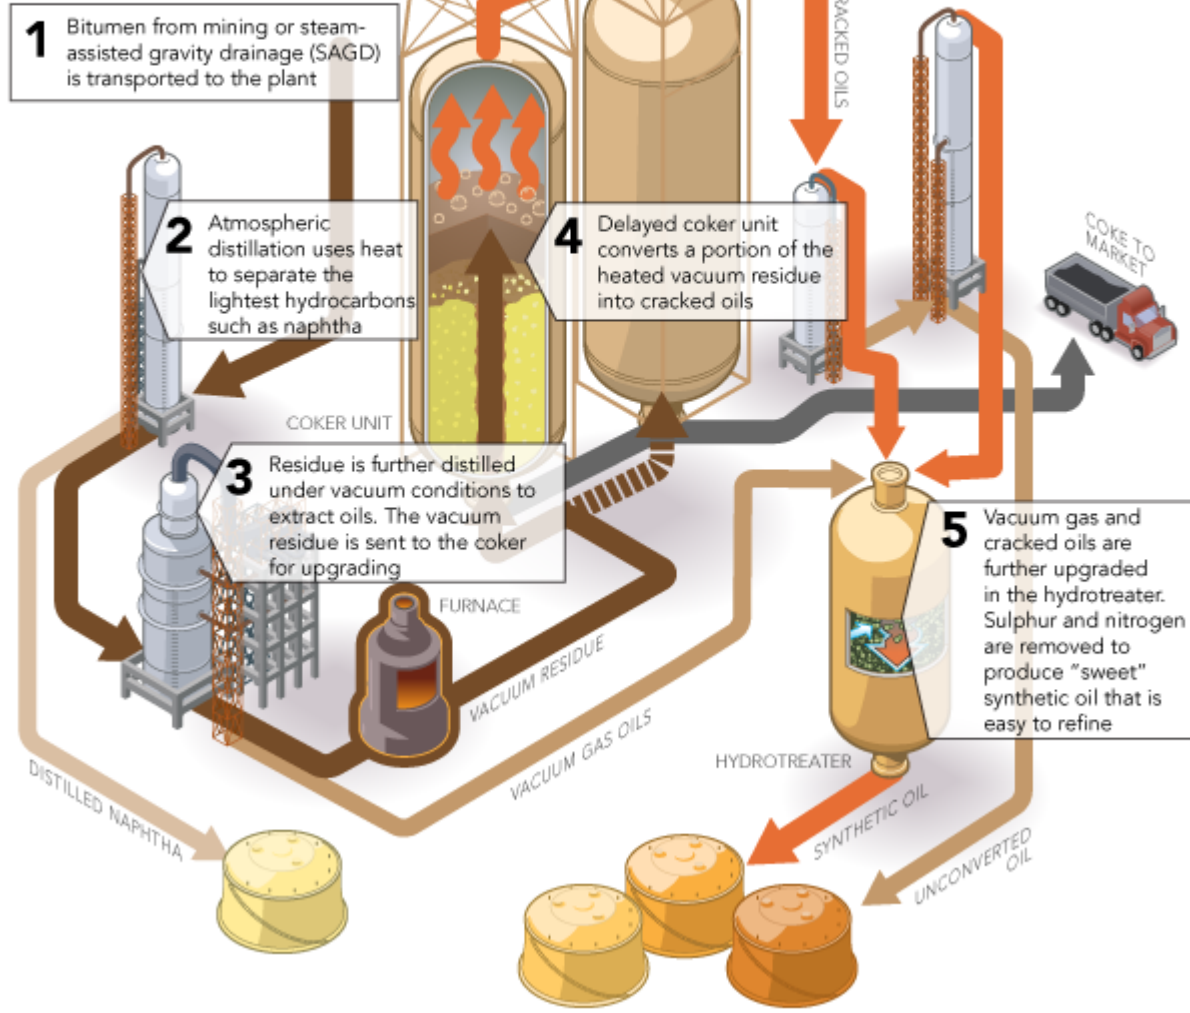 1
Bitumen from mining or steam-
assisted gravity drainage (SAGD)
is transported to the plant
2
Atmospheric
distillation uses heat
to separate the
lightest hydrocarbons
such as naphtha
4
Delayed coker unit
converts a portion of the
heated vacuum residue
into cracked oils
OILS
COKE TO
MARKET
COKER UNIT
3
Residue is further distilled
under vacuum conditions to
extract oils. The vacuum
residue is sent to the coker
for upgrading
5
Vacuum gas and
cracked oils are
further upgraded
in the hydrotreater.
Sulphur and nitrogen
are removed to
produce “sweet”
synthetic oil that is
easy to refine
FURNACE
VACUUM RESIDUE
VACUUM GAS OILS
HYDROTREATER
DISTILLED NAPHTHA
SYNTHETIC OIL
UNCONVERTED
OIL